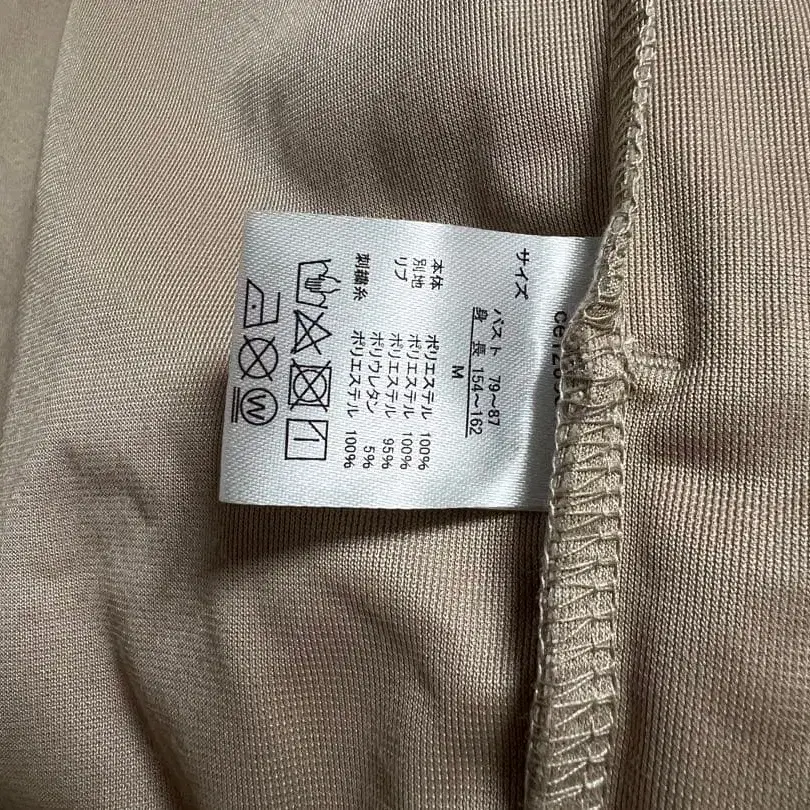 サイズ
バスト 79～87
身 長 154～162
M
本体 ポリエステル 100%
別地 ポリエステル 100%
リブ ポリエステル 95%
ポリウレタン 5%
刺繍糸 ポリエステル 100%
W